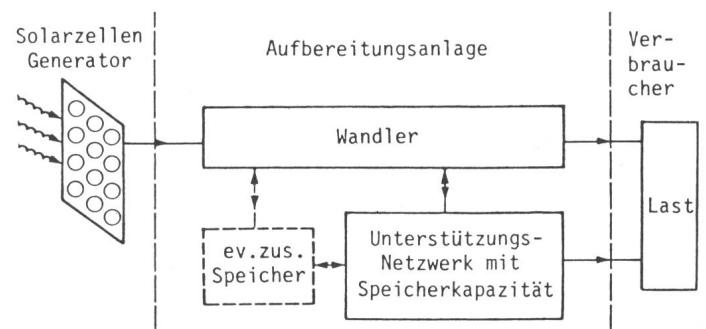 Solarzellen
Generator
Aufbereitungsanlage
Ver-
brau-
cher
Wandler
Last
ev.zus.
Speicher
Unterstützungs-
Netzwerk mit
Speicherkapazität